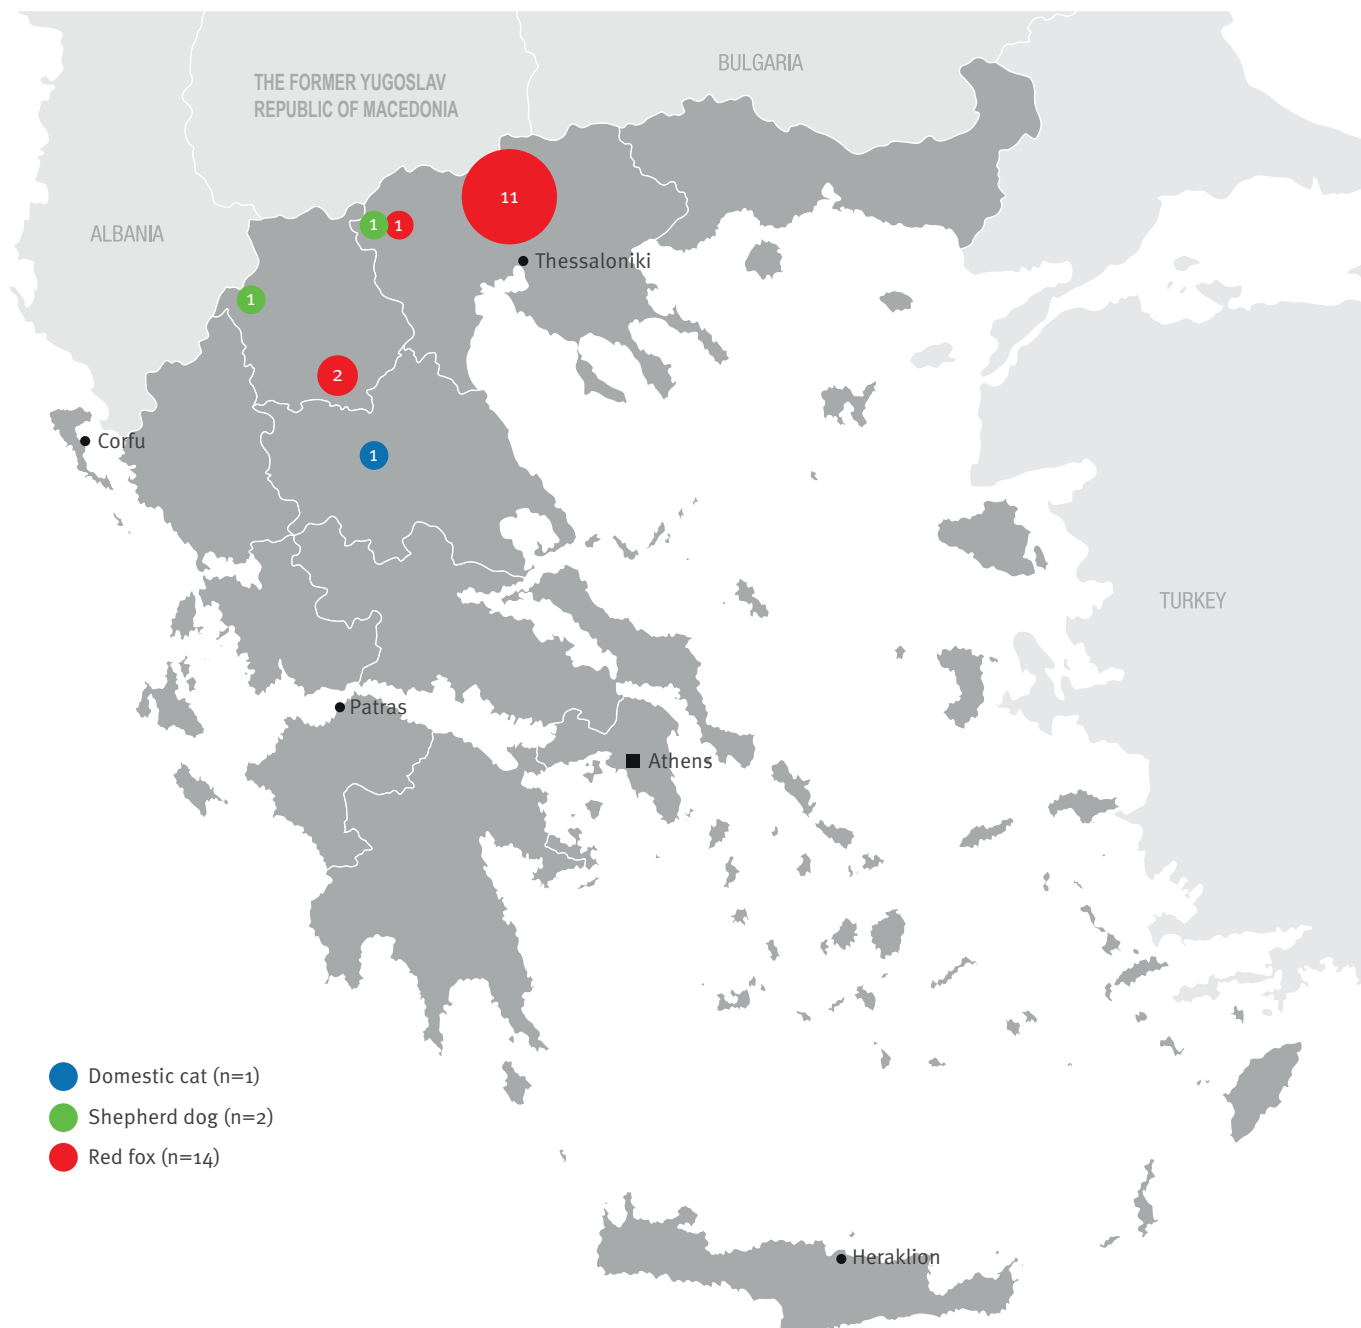 BULGARIA
THE FORMER YUGOSLAV
REPUBLIC OF MACEDONIA
11
1
1
ALBANIA
Thessaloniki
1
2
Corfu
1
TURKEY
Patras
Athens
Domestic cat (n=1)
Shepherd dog (n=2)
Red fox (n=14)
Heraklion